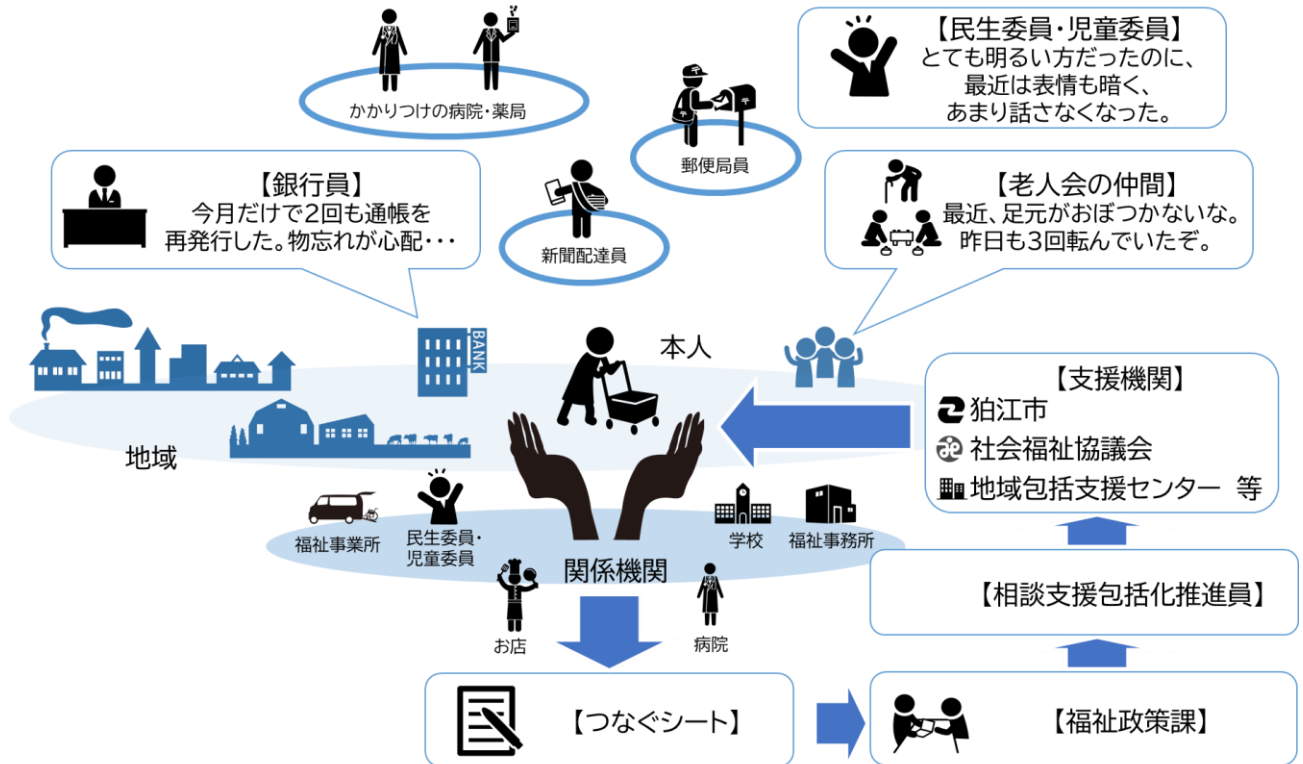 かかりつけの病院・薬局
郵便局員
【民生委員・児童委員】
とても明るい方だったのに、
最近は表情も暗く、
あまり話さなくなった。
【銀行員】
今月だけで2回も通帳を
再発行した。物忘れが心配・・・
新聞配達員
【老人会の仲間】
最近、足元がおぼつかないな。
昨日も3回転んでいたぞ。
BANK
本人
地域
【支援機関】
狛江市
社会福祉協議会
地域包括支援センター 等
福祉事業所
民生委員・
児童委員
学校
福祉事務所
関係機関
お店
病院
【相談支援包括化推進員】
【つなぐシート】
【福祉政策課】